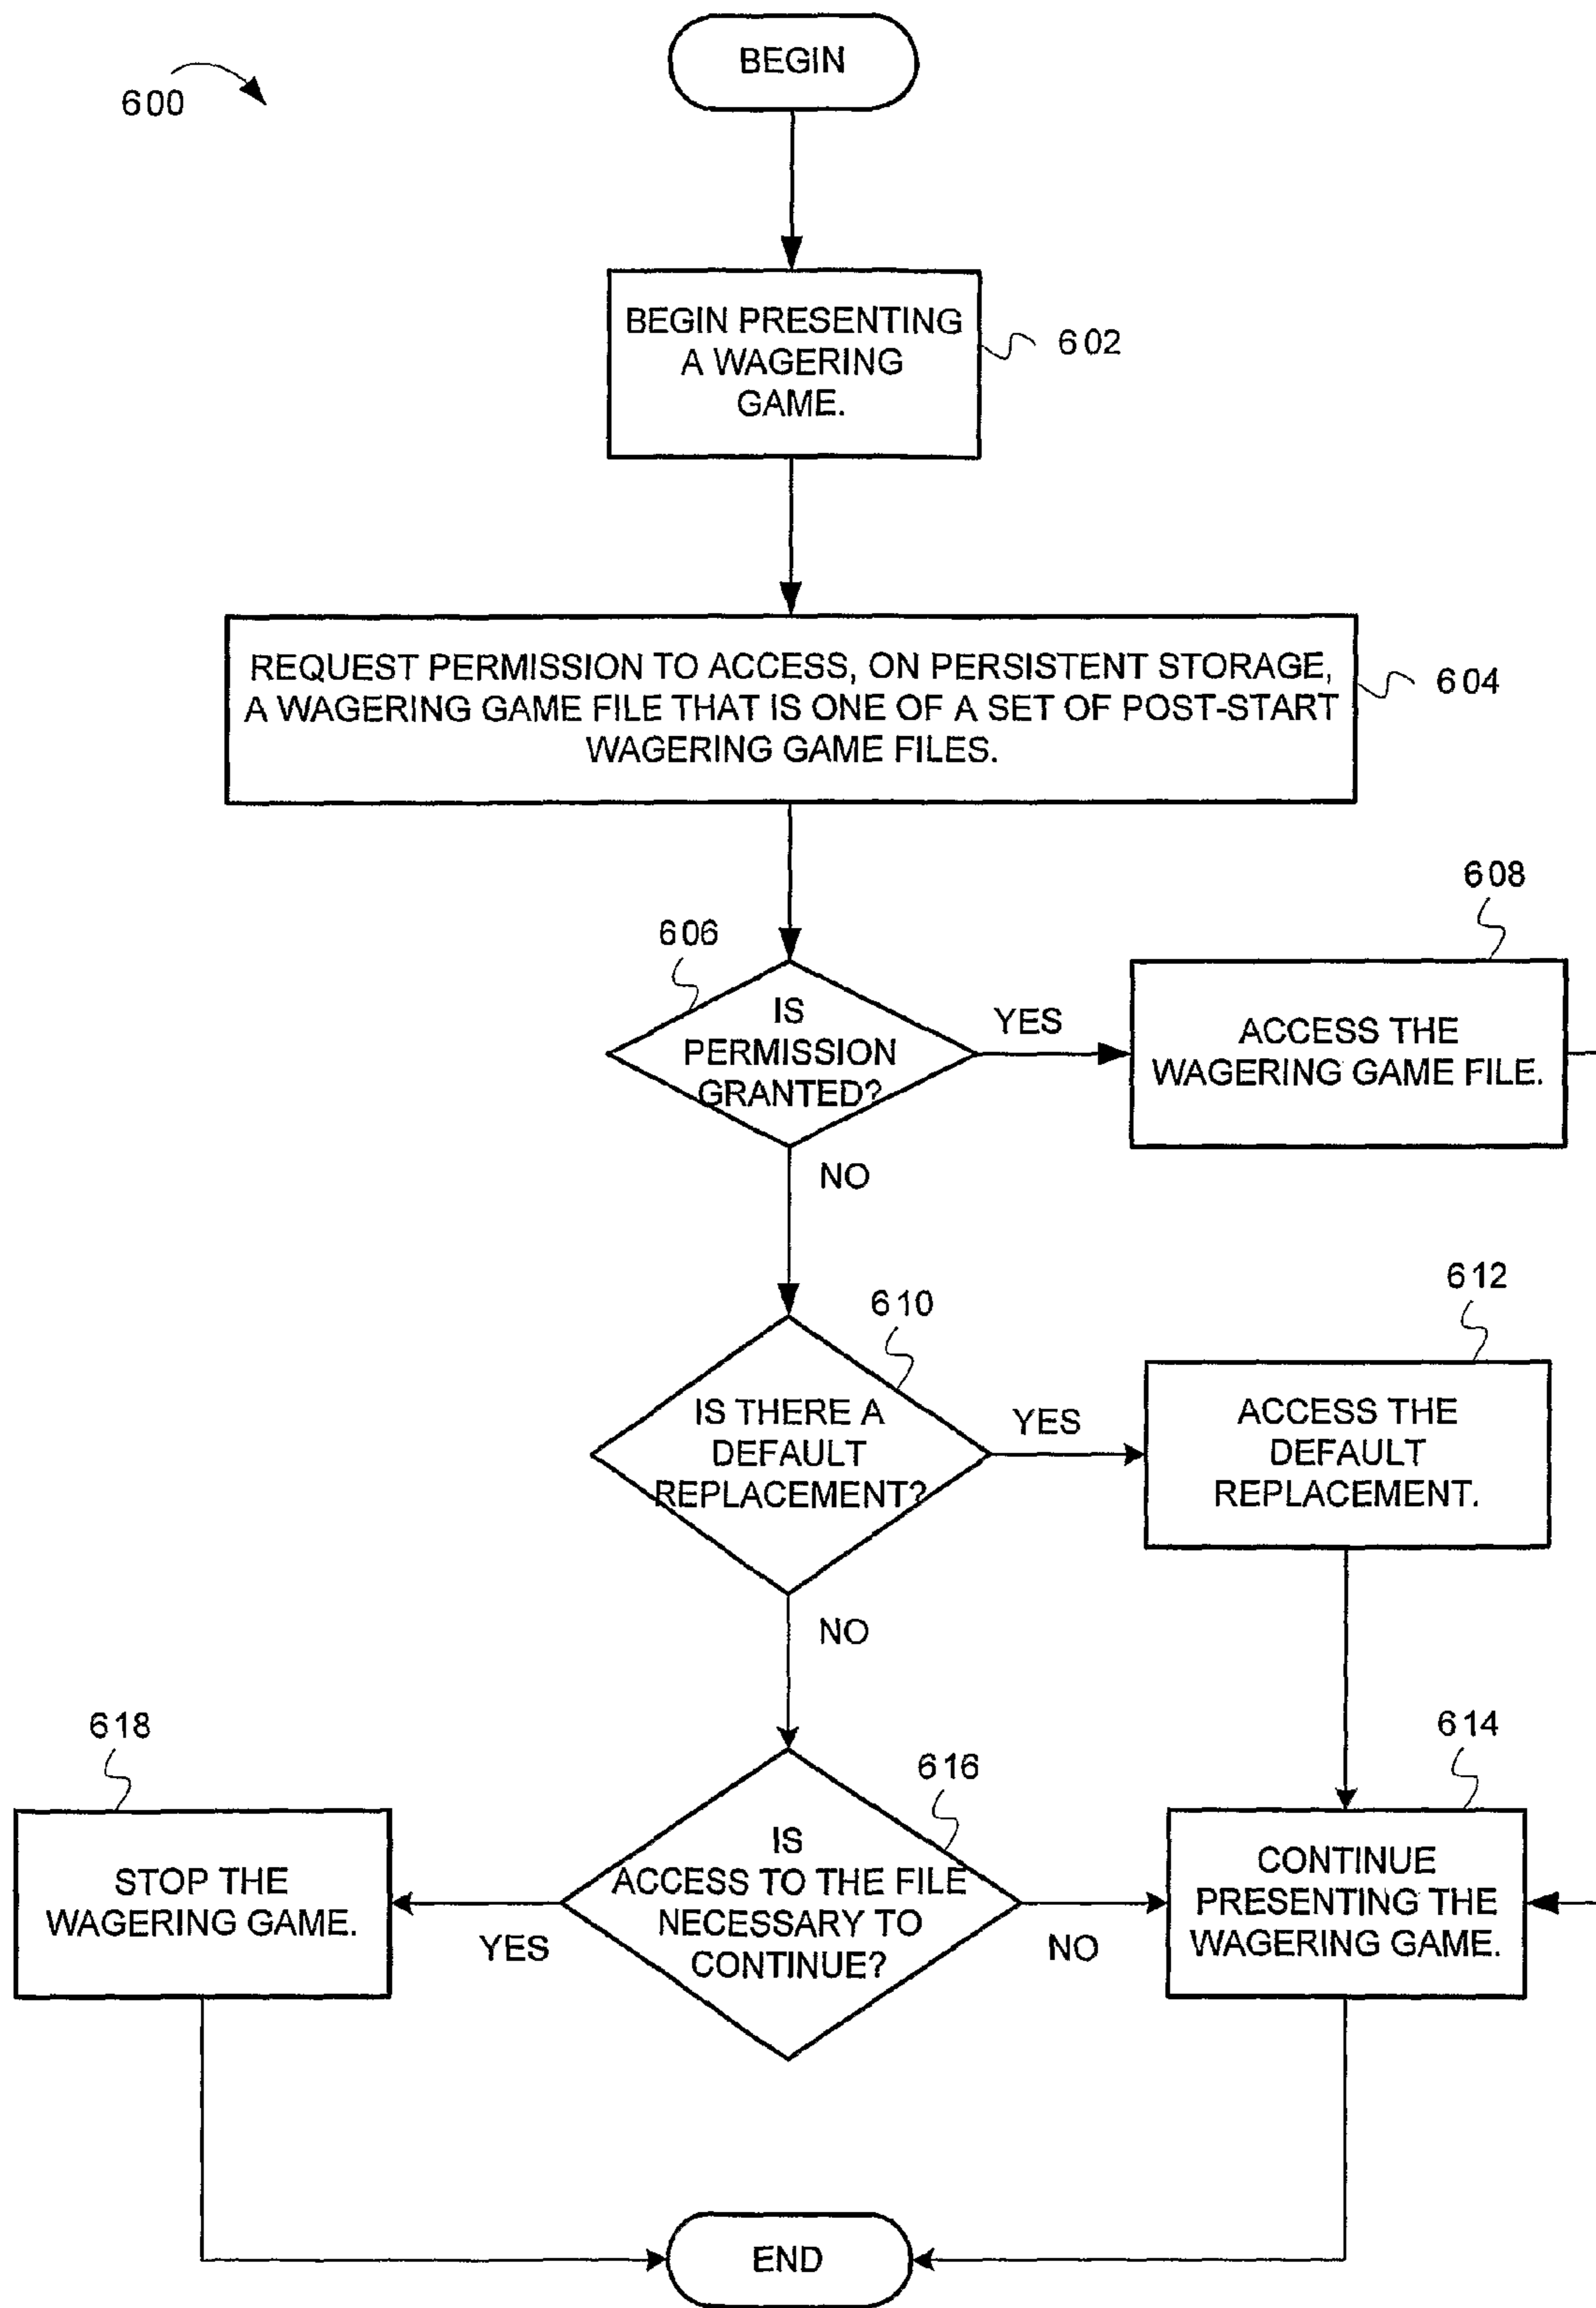 BEGIN
600
BEGIN PRESENTING
A WAGERING
GAME.
602
REQUEST PERMISSION TO ACCESS, ON PERSISTENT STORAGE,
A WAGERING GAME FILE THAT IS ONE OF A SET OF POST-START
WAGERING GAME FILES.
604
606
IS
PERMISSION
GRANTED?
YES
NO
608
ACCESS THE
WAGERING GAME FILE.
610
IS THERE A
DEFAULT
REPLACEMENT?
YES
NO
612
ACCESS THE
DEFAULT
REPLACEMENT.
616
IS
ACCESS TO THE FILE
NECESSARY TO
CONTINUE?
YES
NO
618
STOP THE
WAGERING GAME.
614
CONTINUE
PRESENTING THE
WAGERING GAME.
END